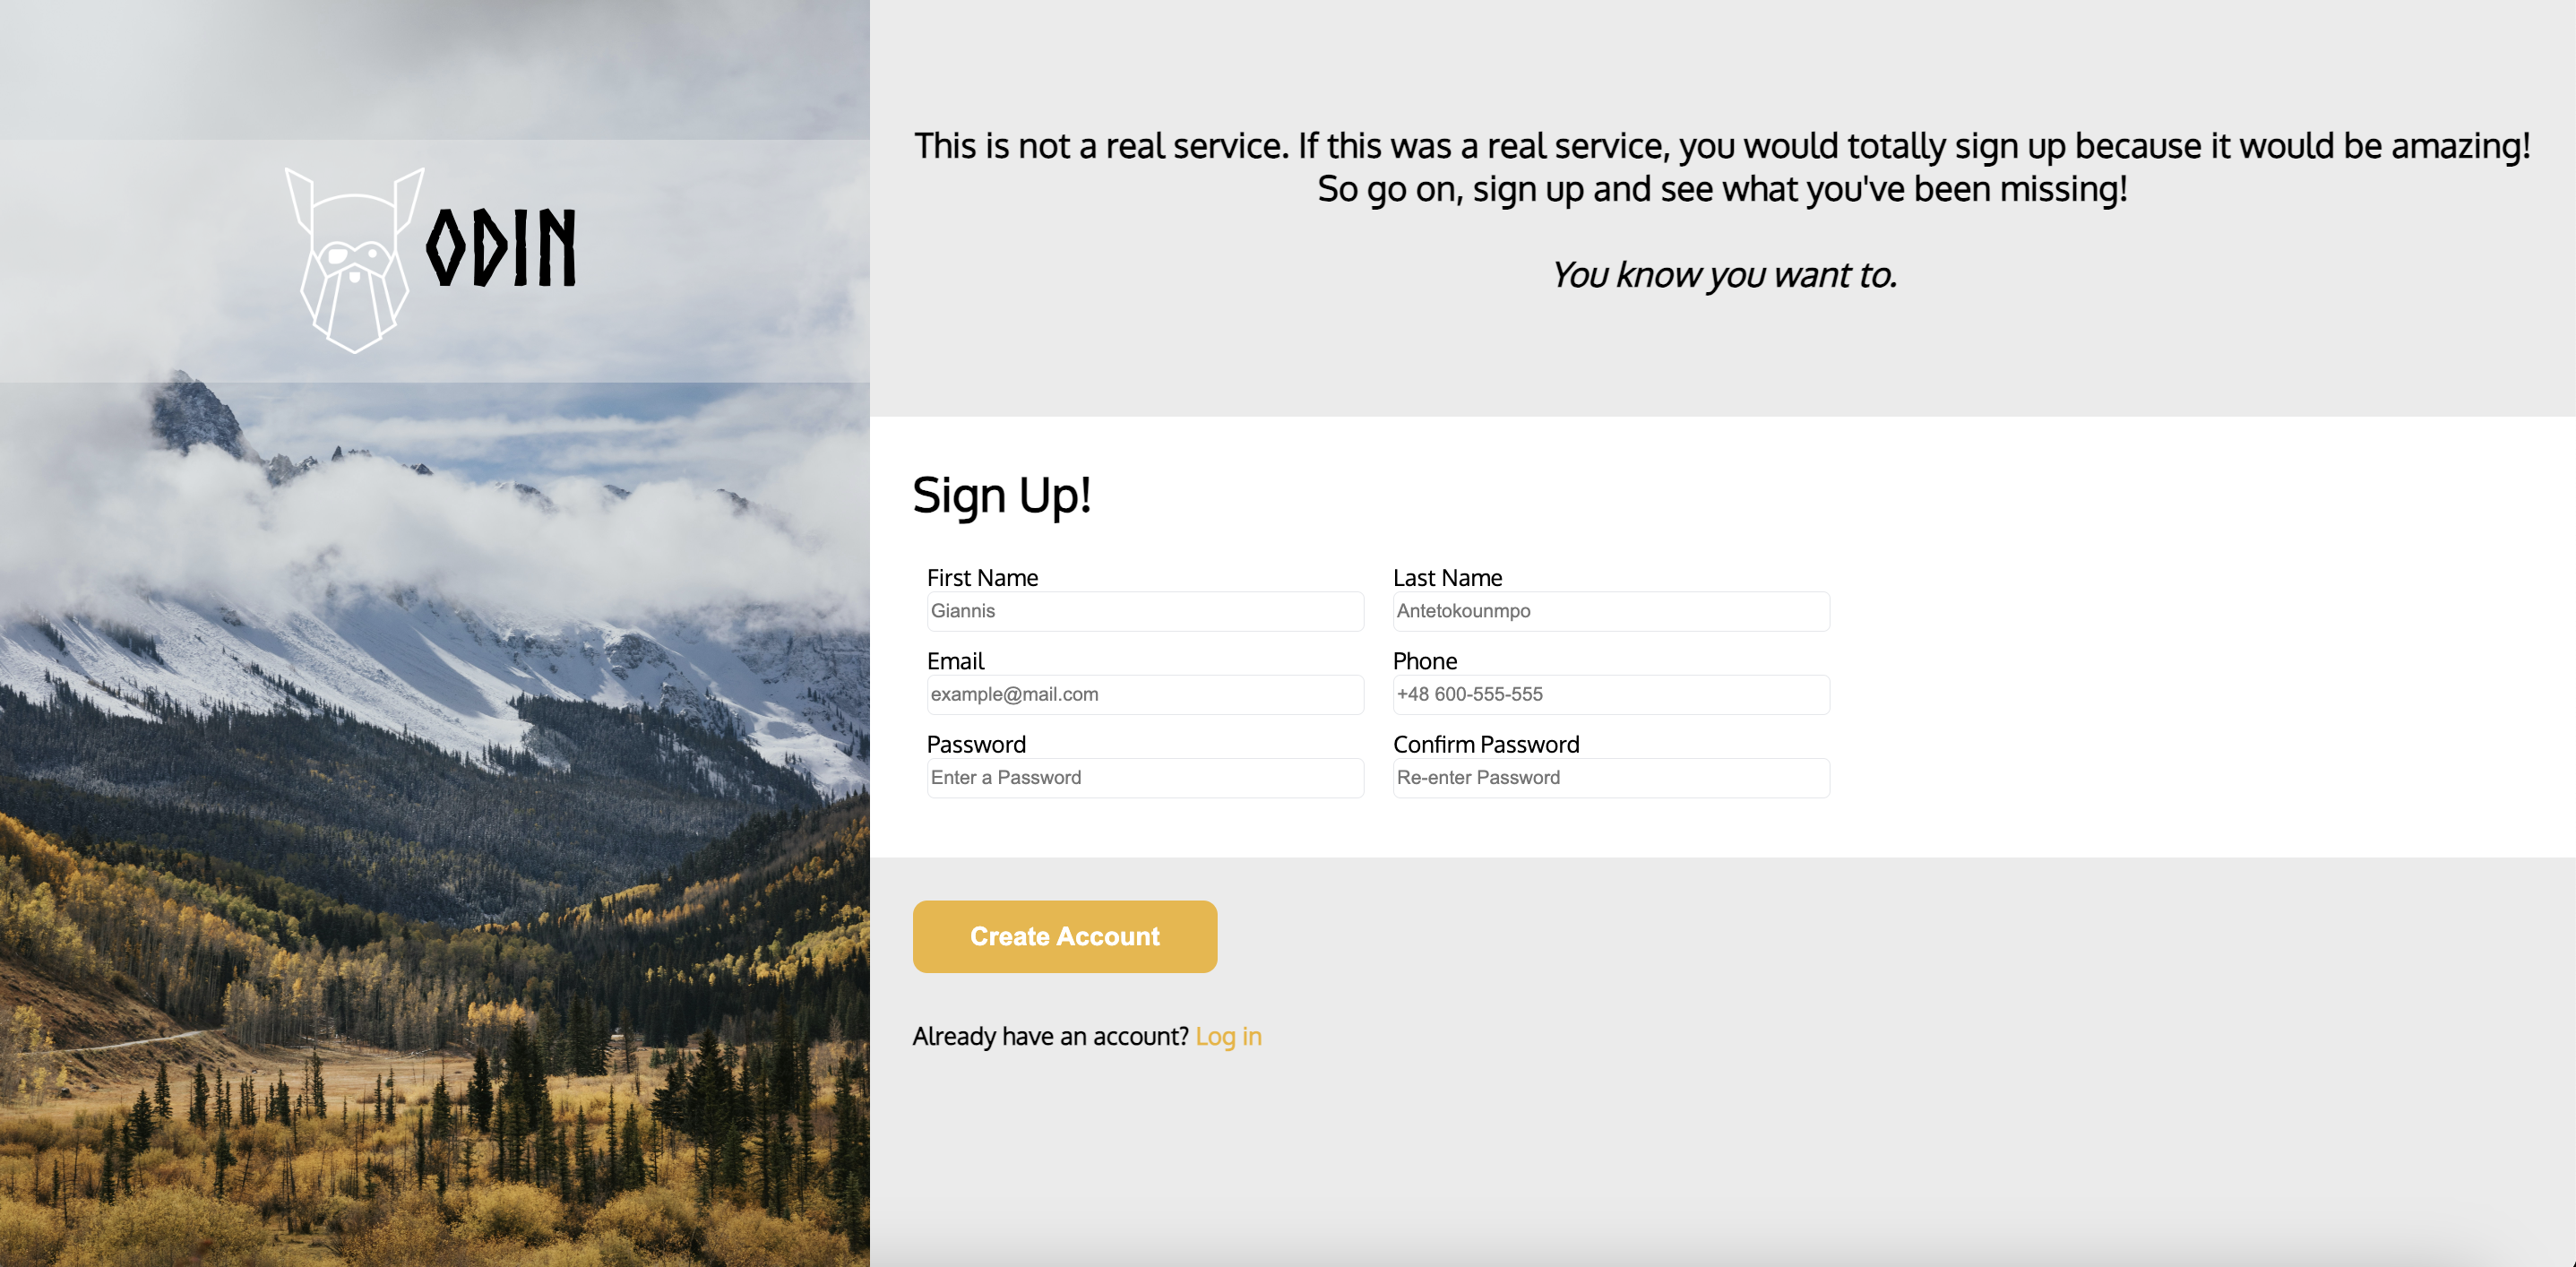 ODIN
This is not a real service. If this was a real service, you would totally sign up because it would be amazing!
So go on, sign up and see what you've been missing!
You know you want to.
Sign Up!
First Name
Last Name
Giannis
Antetokounmpo
Email
Phone
example@mail.com
+48 600-555-555
Password
Confirm Password
Enter a Password
Re-enter Password
Create Account
Already have an account? Log in